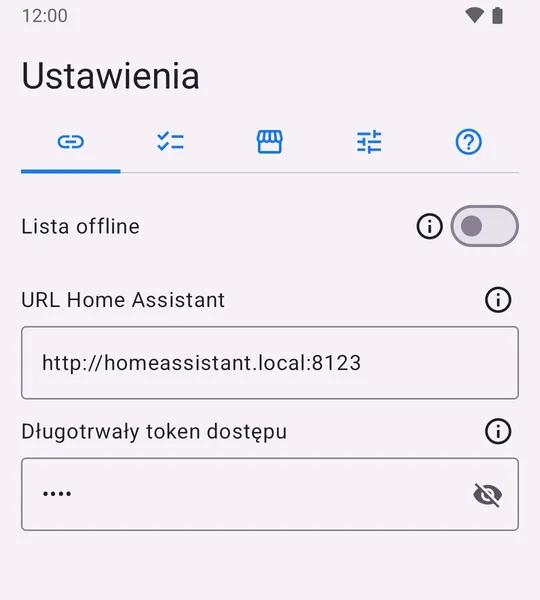 12:00
Ustawienia
Lista offline
URL Home Assistant
http://homeassistant.local:8123
Długotrwały token dostępu
••••